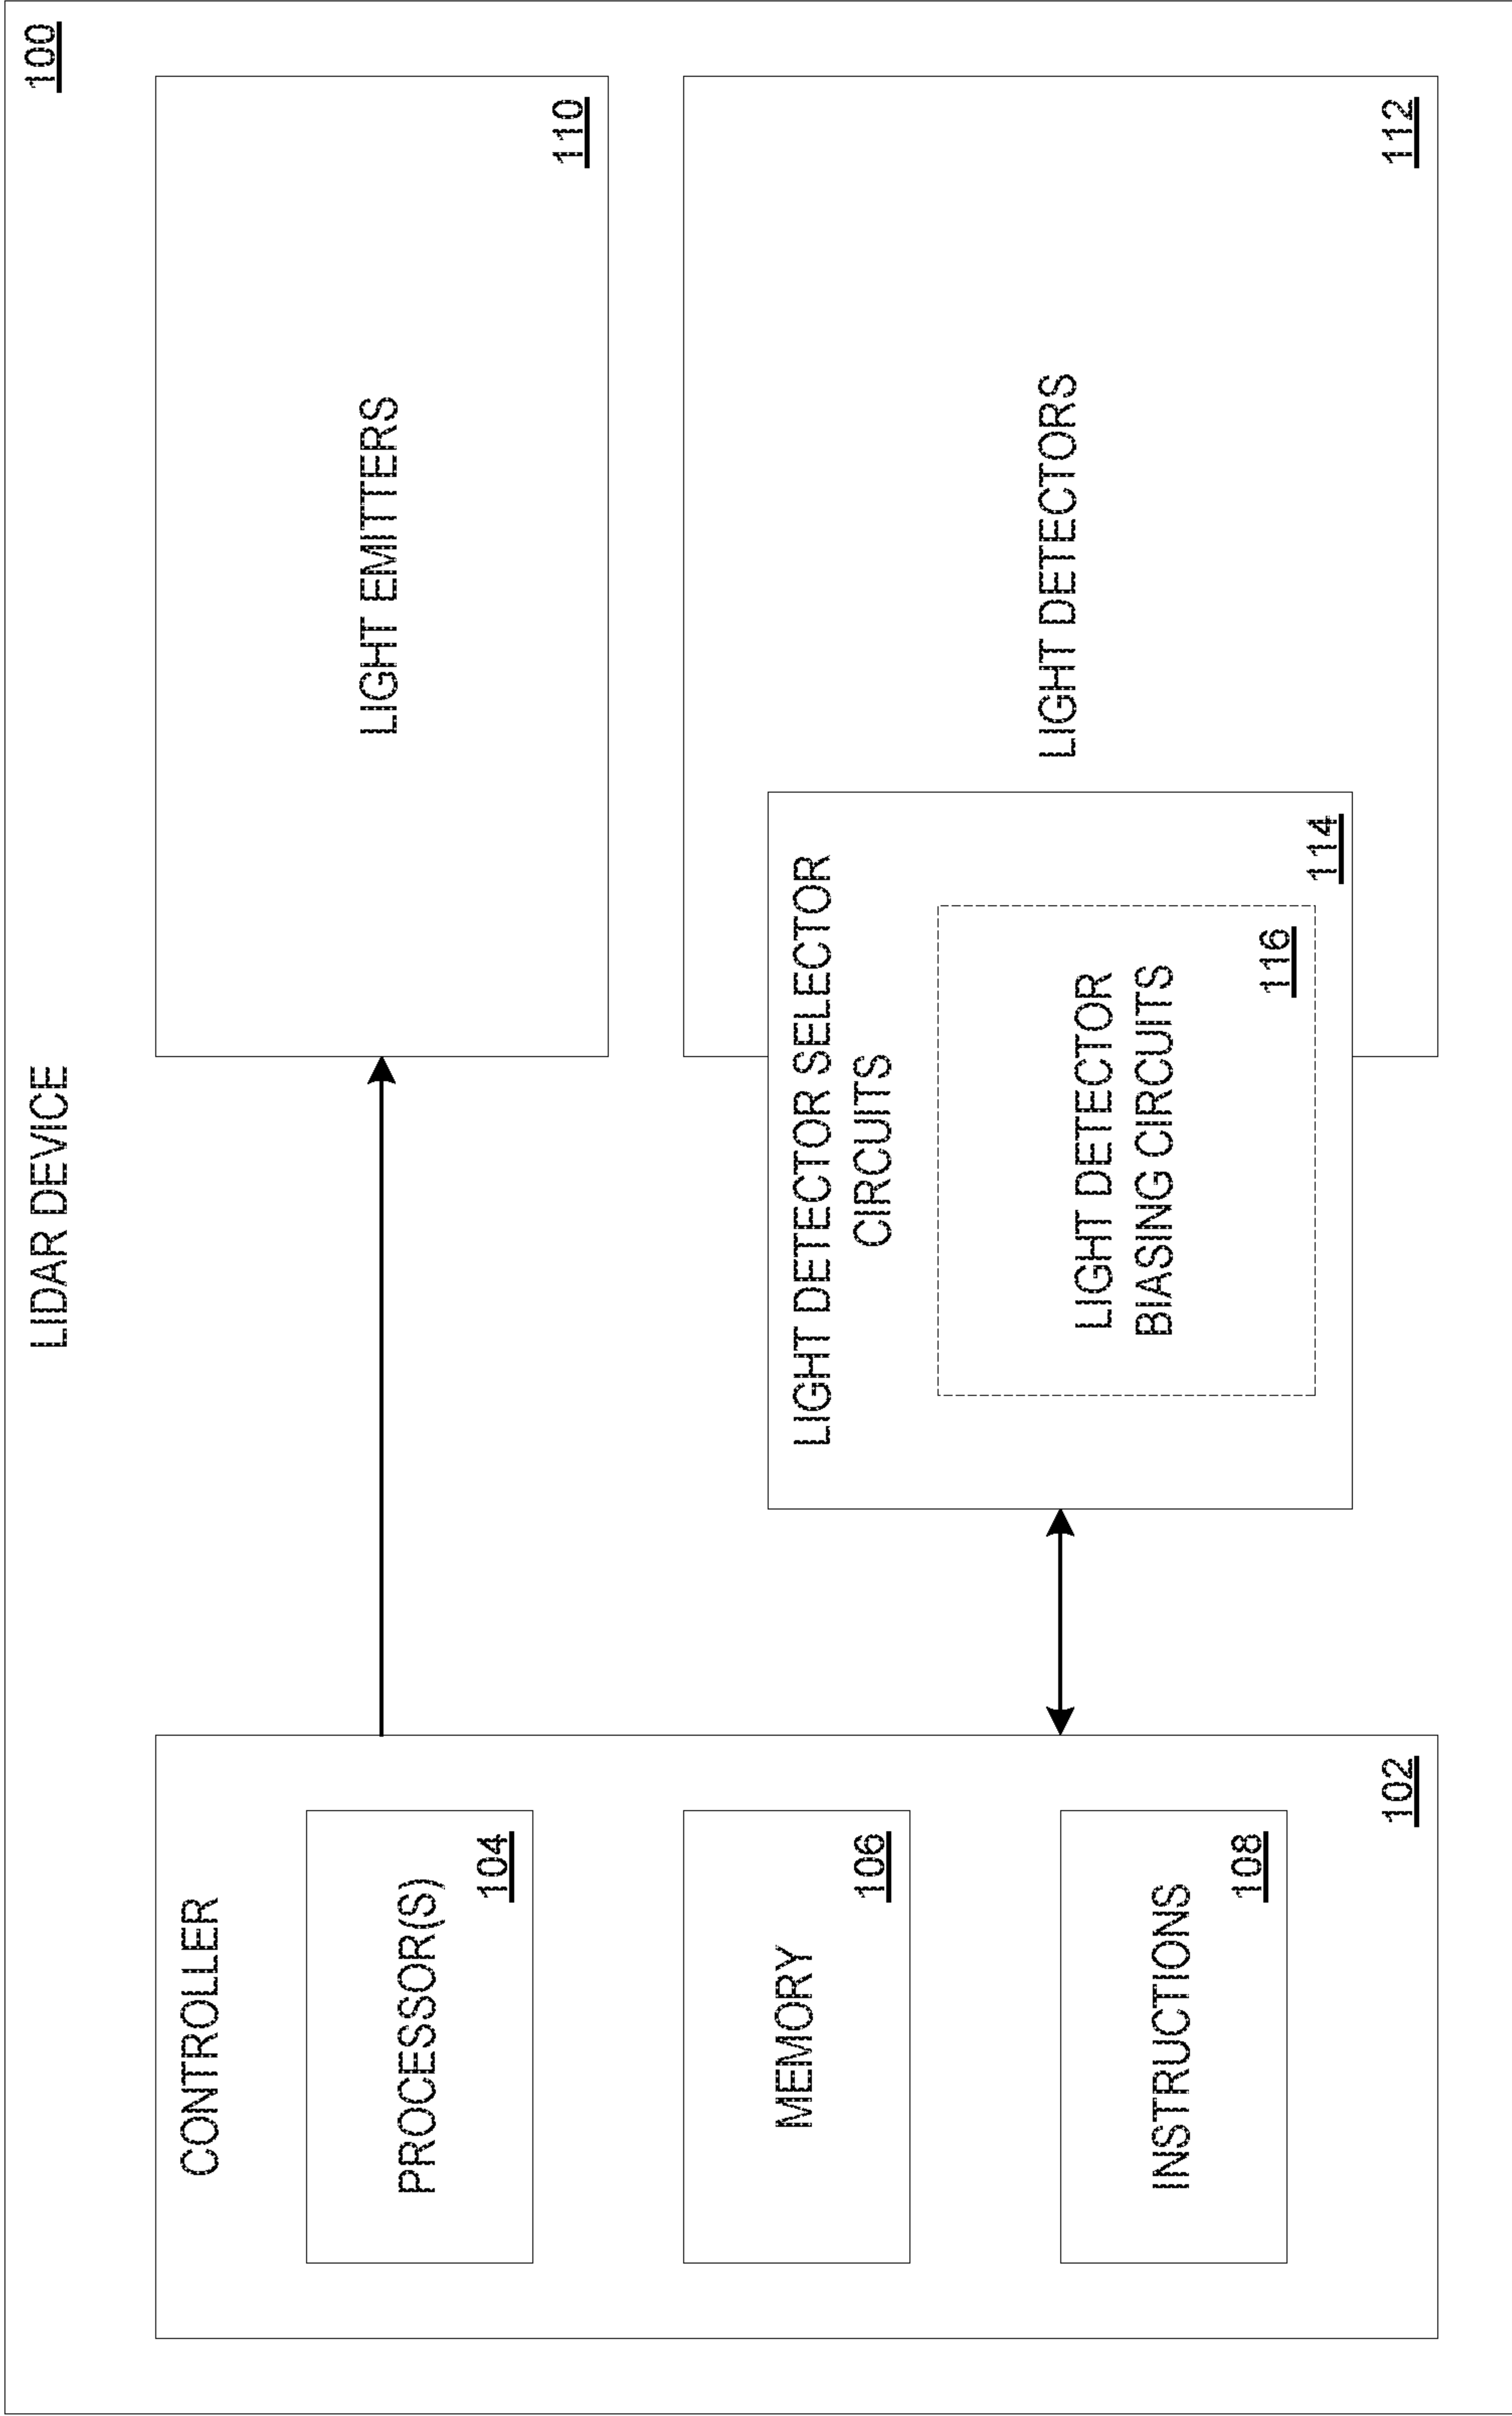 LIDAR DEVICE
100
CONTROLLER
PROCESSOR(S)
104
MEMORY
106
INSTRUCTIONS
108
102
LIGHT EMITTERS
110
LIGHT DETECTOR SELECTOR
CIRCUITS
LIGHT DETECTOR
BIASING CIRCUITS
116
114
LIGHT DETECTORS
112